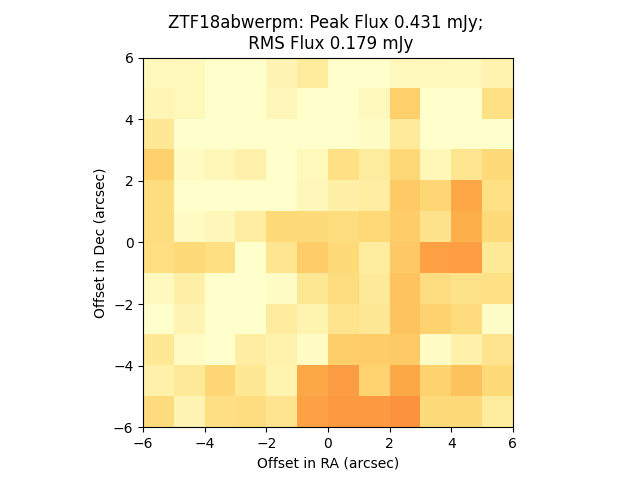 ZTF18abwerpm: Peak Flux 0.431 mJy;
RMS Flux 0.179 mJy
6
4
2
0
−2
−4
−6
Offset in Dec (arcsec)
−6 −4 −2 0 2 4 6
Offset in RA (arcsec)